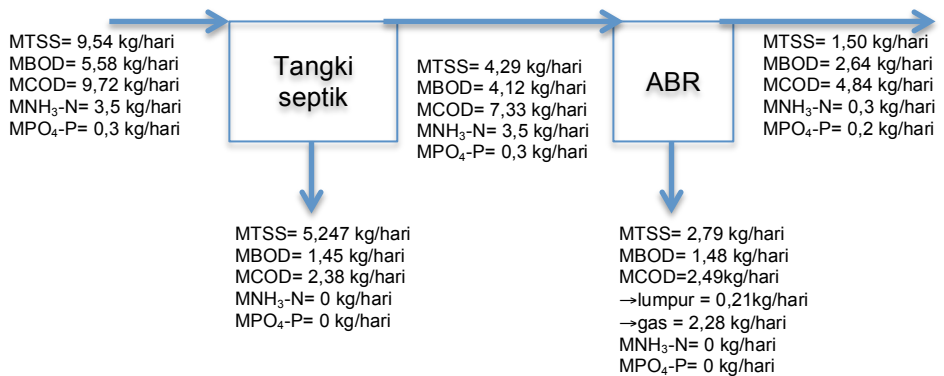 MTSS= 9,54 kg/hari
MBOD= 5,58 kg/hari
MCOD= 9,72 kg/hari
MNH₃-N= 3,5 kg/hari
MPO₄-P= 0,3 kg/hari
Tangki
septik
MTSS= 4,29 kg/hari
MBOD= 4,12 kg/hari
MCOD= 7,33 kg/hari
MNH₃-N= 3,5 kg/hari
MPO₄-P= 0,3 kg/hari
ABR
MTSS= 1,50 kg/hari
MBOD= 2,64 kg/hari
MCOD= 4,84 kg/hari
MNH₃-N= 0,3 kg/hari
MPO₄-P= 0,2 kg/hari
MTSS= 5,247 kg/hari
MBOD= 1,45 kg/hari
MCOD= 2,38 kg/hari
MNH₃-N= 0 kg/hari
MPO₄-P= 0 kg/hari
MTSS= 2,79 kg/hari
MBOD= 1,48 kg/hari
MCOD=2,49kg/hari
→lumpur = 0,21kg/hari
→gas = 2,28 kg/hari
MNH₃-N= 0 kg/hari
MPO₄-P= 0 kg/hari